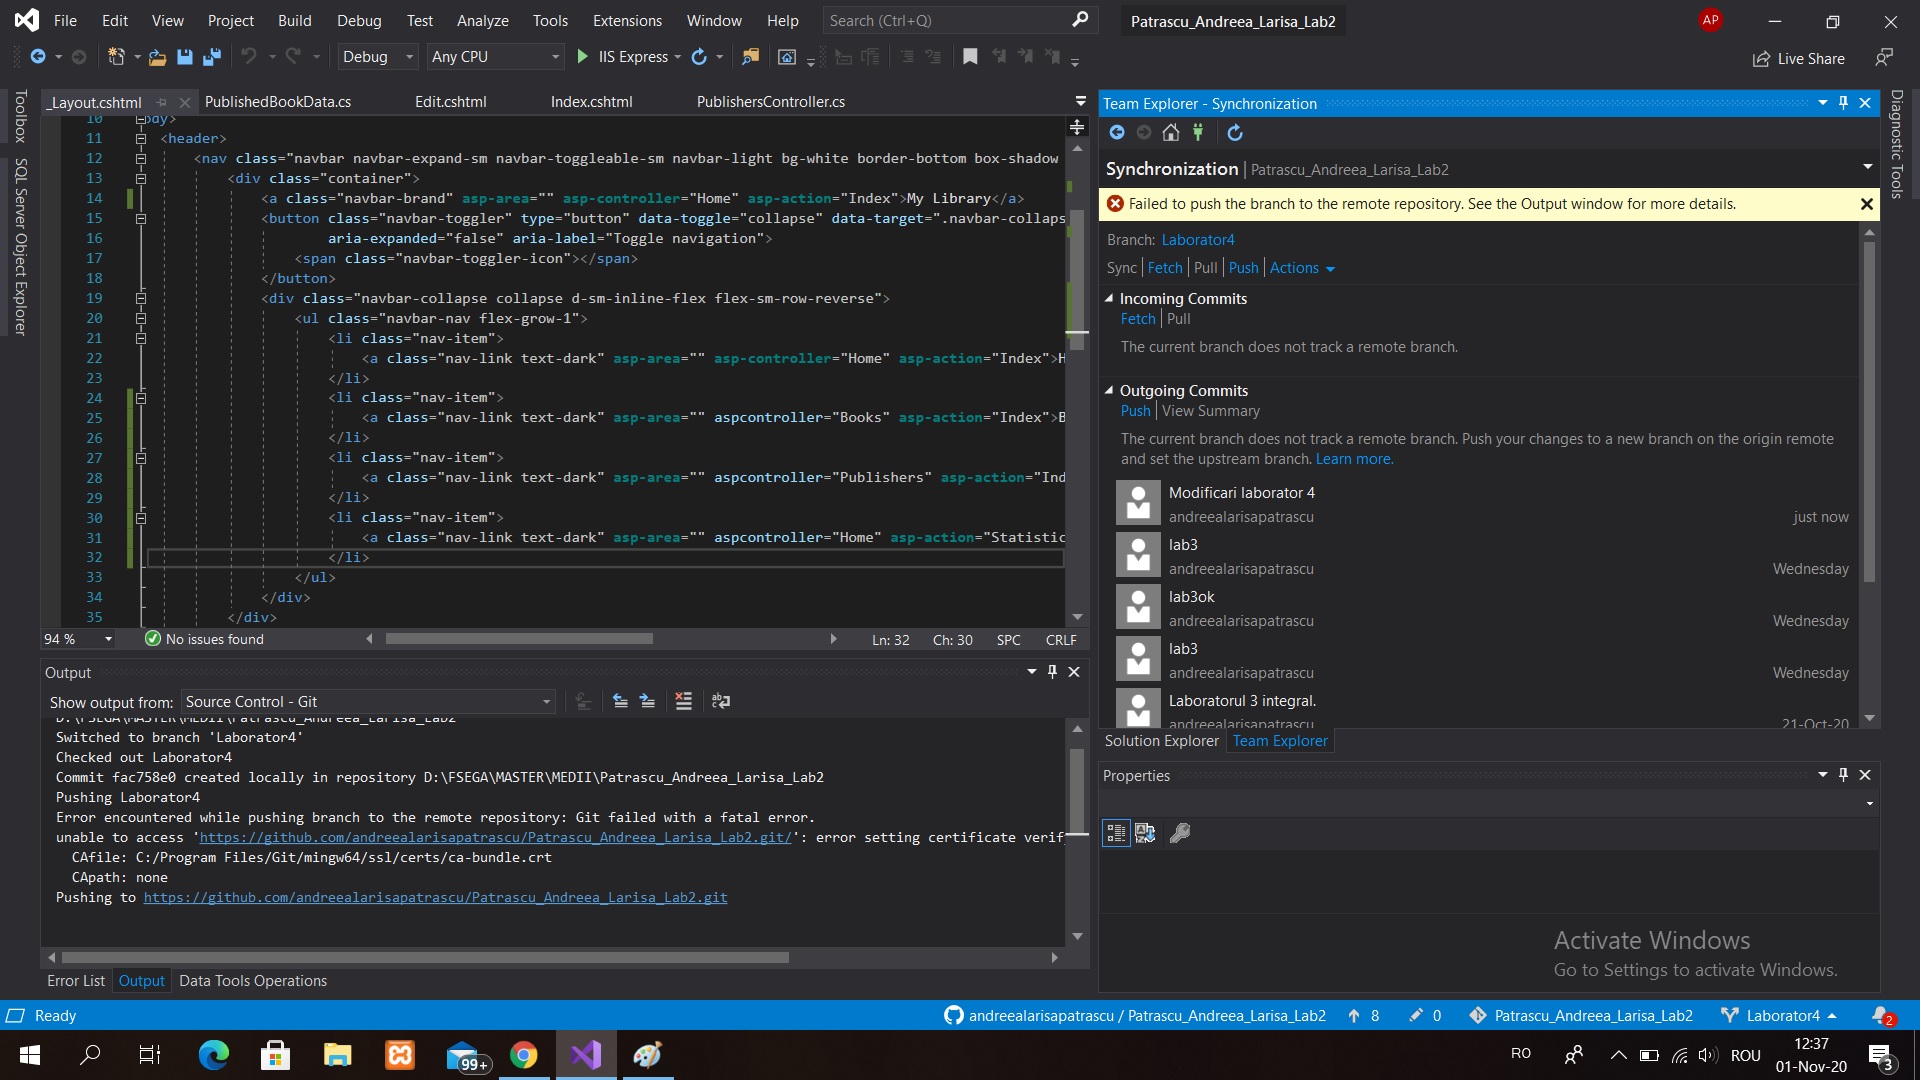 File Edit View Project Build Debug Test Analyze Tools Extensions Window Help Search (Ctrl+Q) Patrascu_Andreea_Larisa_Lab2 AP
Debug Any CPU IIS Express Live Share
Toolbox
SQL Server Object Explorer
_Layout.cshtml PublishedBookData.cs Edit.cshtml Index.cshtml PublishersController.cs
10 ody>
11 <header>
12 <nav class="navbar navbar-expand-sm navbar-toggleable-sm navbar-light bg-white border-bottom box-shadow
13 <div class="container">
14 <a class="navbar-brand" asp-area="" asp-controller="Home" asp-action="Index">My Library</a>
15 <button class="navbar-toggler" type="button" data-toggle="collapse" data-target=".navbar-collaps
16 aria-expanded="false" aria-label="Toggle navigation">
17 <span class="navbar-toggler-icon"></span>
18 </button>
19 <div class="navbar-collapse collapse d-sm-inline-flex flex-sm-row-reverse">
20 <ul class="navbar-nav flex-grow-1">
21 <li class="nav-item">
22 <a class="nav-link text-dark" asp-area="" asp-controller="Home" asp-action="Index">H
23 </li>
24 <li class="nav-item">
25 <a class="nav-link text-dark" asp-area="" aspcontroller="Books" asp-action="Index">B
26 </li>
27 <li class="nav-item">
28 <a class="nav-link text-dark" asp-area="" aspcontroller="Publishers" asp-action="Ind
29 </li>
30 <li class="nav-item">
31 <a class="nav-link text-dark" asp-area="" aspcontroller="Home" asp-action="Statistic
32 </li>
33 </ul>
34 </div>
35 </div>
94 % No issues found Ln: 32 Ch: 30 SPC CRLF
Output
Show output from: Source Control - Git
D:\FSEGA\MASTER\MEDII\Patrascu_Andreea_Larisa_Lab2
Switched to branch 'Laborator4'
Checked out Laborator4
Commit fac758e0 created locally in repository D:\FSEGA\MASTER\MEDII\Patrascu_Andreea_Larisa_Lab2
Pushing Laborator4
Error encountered while pushing branch to the remote repository: Git failed with a fatal error.
unable to access 'https://github.com/andreealarisapatrascu/Patrascu_Andreea_Larisa_Lab2.git/': error setting certificate verif
CAfile: C:/Program Files/Git/mingw64/ssl/certs/ca-bundle.crt
CApath: none
Pushing to https://github.com/andreealarisapatrascu/Patrascu_Andreea_Larisa_Lab2.git
Error List Output Data Tools Operations
Team Explorer - Synchronization
Synchronization | Patrascu_Andreea_Larisa_Lab2
Failed to push the branch to the remote repository. See the Output window for more details.
Branch: Laborator4
Sync Fetch Pull Push Actions
Incoming Commits
Fetch Pull
The current branch does not track a remote branch.
Outgoing Commits
Push View Summary
The current branch does not track a remote branch. Push your changes to a new branch on the origin remote
and set the upstream branch. Learn more.
Modificari laborator 4
andreealarisapatrascu just now
lab3
andreealarisapatrascu Wednesday
lab3ok
andreealarisapatrascu Wednesday
lab3
andreealarisapatrascu Wednesday
Laboratorul 3 integral.
andreealarisapatrascu 21-Oct-20
Solution Explorer Team Explorer
Properties
Diagnostic Tools
Activate Windows
Go to Settings to activate Windows.
Ready andreealarisapatrascu / Patrascu_Andreea_Larisa_Lab2 8 0 Patrascu_Andreea_Larisa_Lab2 Laborator4 2
99+ RO ROU 12:37
01-Nov-20 3